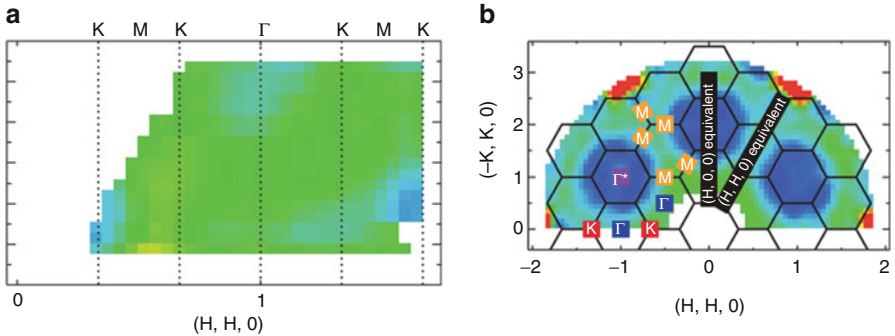 a
K M K Γ K M K
0 1
(H, H, 0)
b
(–K, K, 0)
3
2
1
0
M
M M
M
M
Γ*
Γ
K Γ K
(H, 0, 0) equivalent
(H, H, 0) equivalent
−2 −1 0 1 2
(H, H, 0)